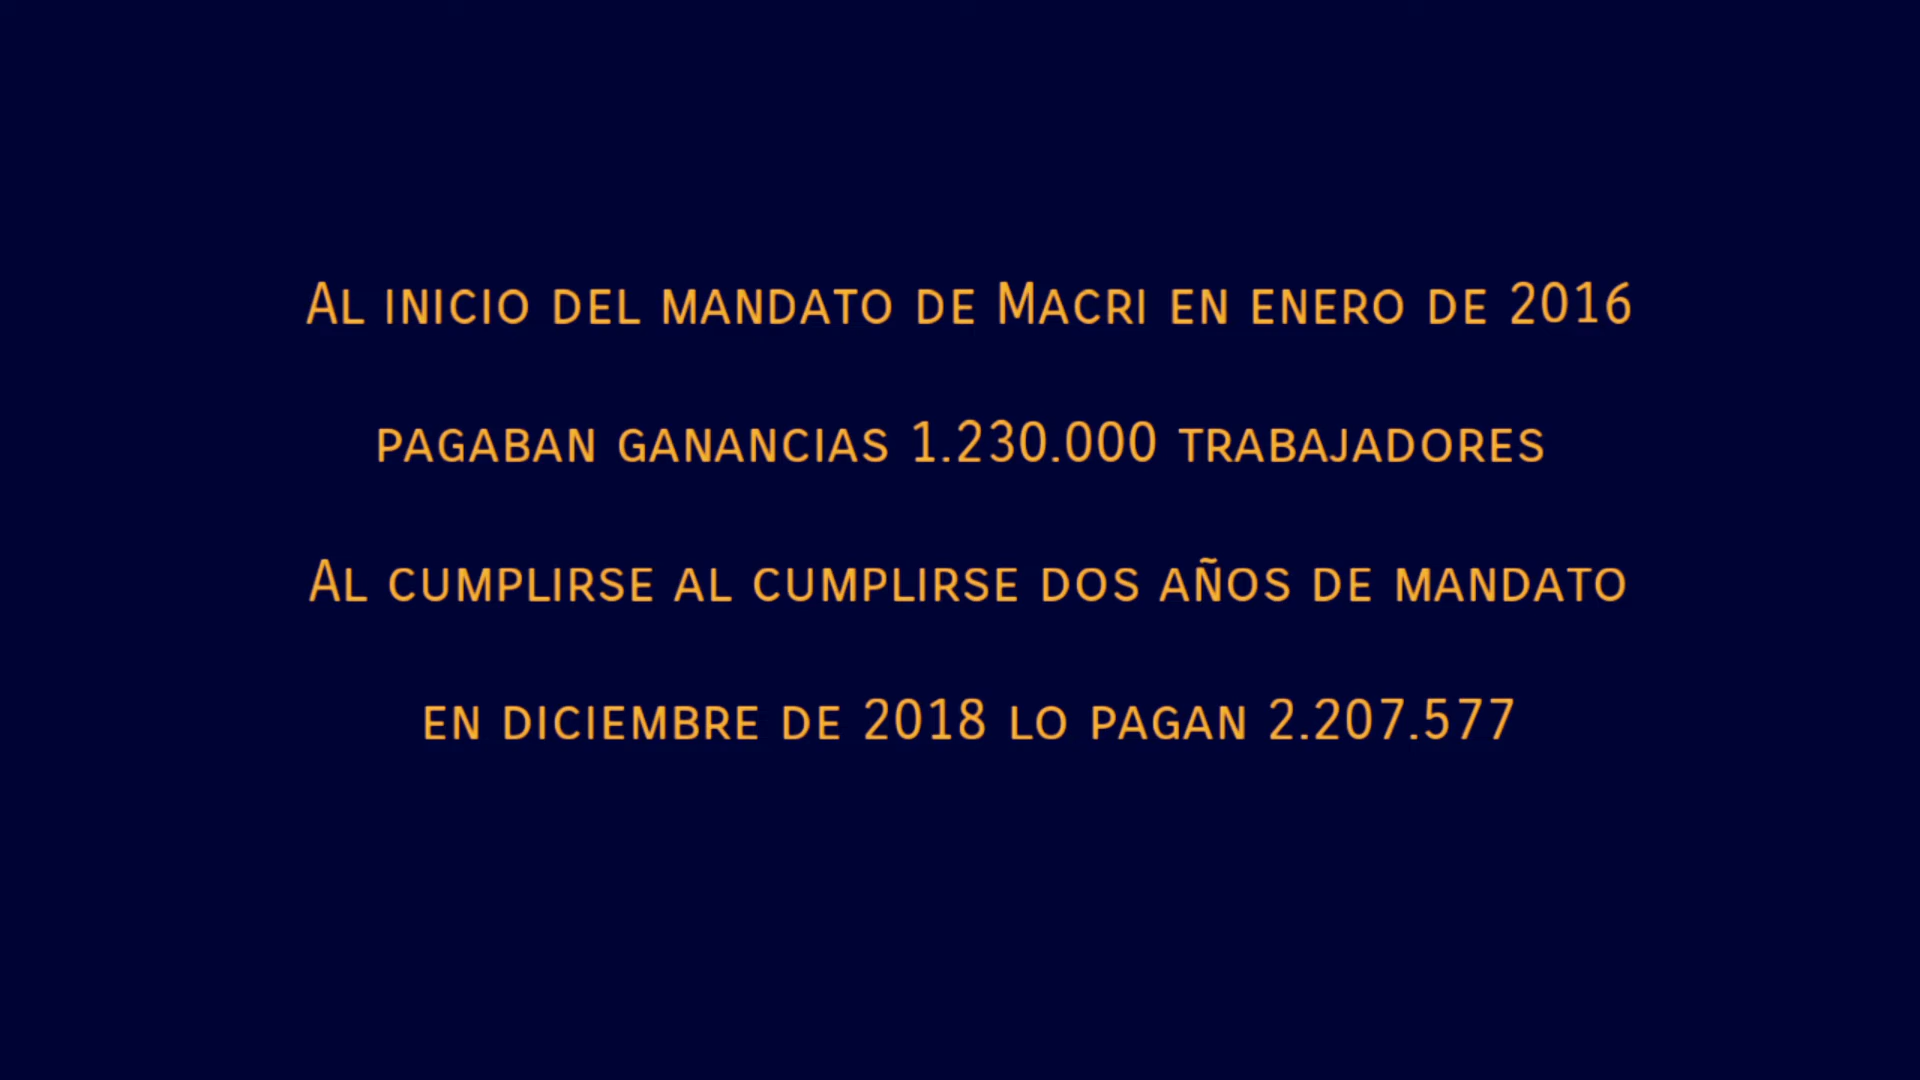 Al inicio del mandato de Macri en enero de 2016
pagaban ganancias 1.230.000 trabajadores
Al cumplirse al cumplirse dos años de mandato
en diciembre de 2018 lo pagan 2.207.577